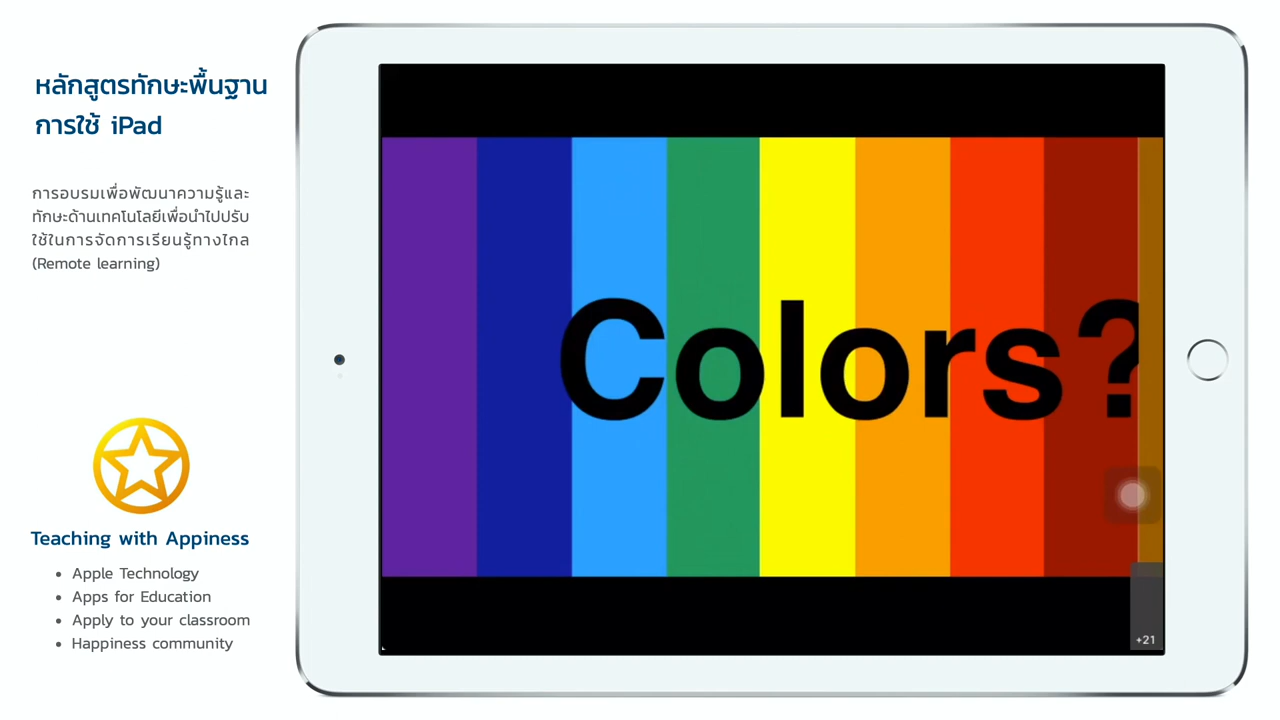 หลักสูตรทักษะพื้นฐาน
การใช้ iPad
การอบรมเพื่อพัฒนาความรู้และ
ทักษะด้านเทคโนโลยีเพื่อนำไปปรับ
ใช้ในการจัดการเรียนรู้ทางไกล
(Remote learning)
Teaching with Appiness
• Apple Technology
• Apps for Education
• Apply to your classroom
• Happiness community
Colors?
+21